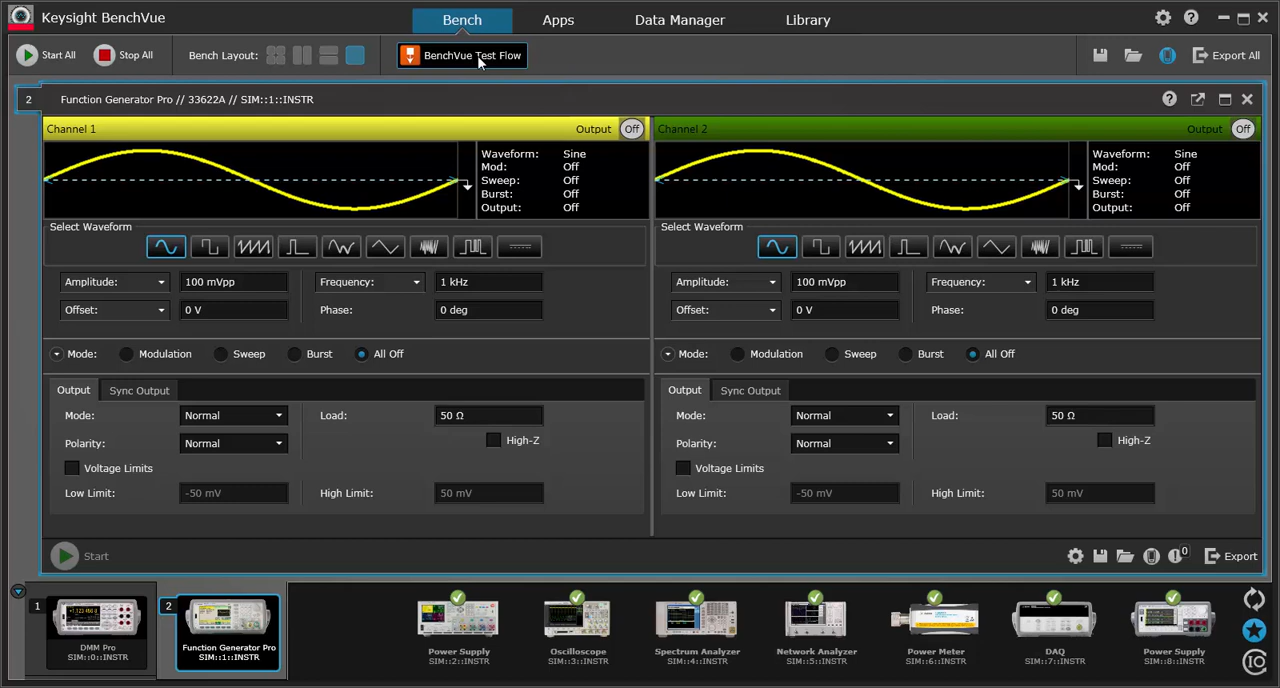 Keysight BenchVue
Bench
Apps
Data Manager
Library
Start All
Stop All
Bench Layout:
BenchVue Test Flow
Export All
2
Function Generator Pro // 33622A // SIM::1::INSTR
Channel 1
Output
Off
Channel 2
Output
Off
Waveform: Sine
Mod: Off
Sweep: Off
Burst: Off
Output: Off
Waveform: Sine
Mod: Off
Sweep: Off
Burst: Off
Output: Off
Select Waveform
Select Waveform
Amplitude: 100 mVpp Frequency: 1 kHz
Offset: 0 V Phase: 0 deg
Amplitude: 100 mVpp Frequency: 1 kHz
Offset: 0 V Phase: 0 deg
Mode: Modulation Sweep Burst All Off
Mode: Modulation Sweep Burst All Off
Output Sync Output
Mode: Normal Load: 50 Ω
Polarity: Normal High-Z
Voltage Limits
Low Limit: -50 mV High Limit: 50 mV
Output Sync Output
Mode: Normal Load: 50 Ω
Polarity: Normal High-Z
Voltage Limits
Low Limit: -50 mV High Limit: 50 mV
Start
0
Export
1
DMM Pro
SIM::0::INSTR
2
Function Generator Pro
SIM::1::INSTR
Power Supply
SIM::2::INSTR
Oscilloscope
SIM::3::INSTR
Spectrum Analyzer
SIM::4::INSTR
Network Analyzer
SIM::5::INSTR
Power Meter
SIM::6::INSTR
DAQ
SIM::7::INSTR
Power Supply
SIM::8::INSTR
IO